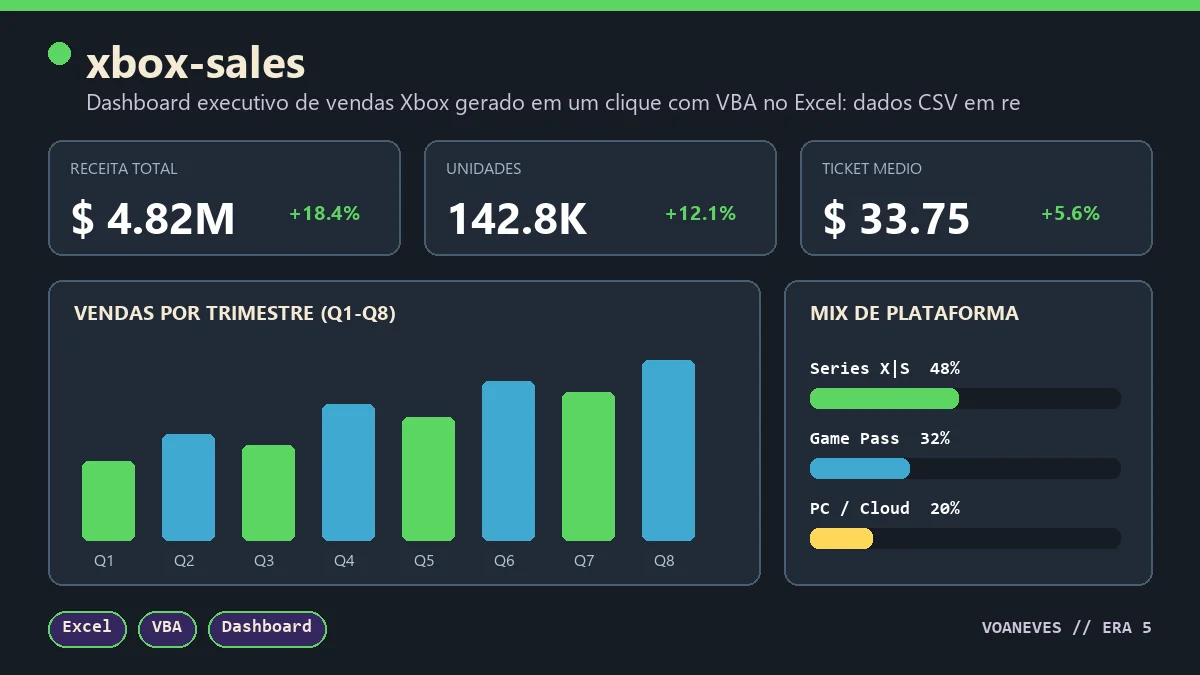 xbox-sales
Dashboard executivo de vendas Xbox gerado em um clique com VBA no Excel: dados CSV em re
RECEITA TOTAL
$ 4.82M
+18.4%
UNIDADES
142.8K
+12.1%
TICKET MEDIO
$ 33.75
+5.6%
VENDAS POR TRIMESTRE (Q1-Q8)
Q1 Q2 Q3 Q4 Q5 Q6 Q7 Q8
MIX DE PLATAFORMA
Series X|S 48%
Game Pass 32%
PC / Cloud 20%
Excel VBA Dashboard
VOANEVES // ERA 5